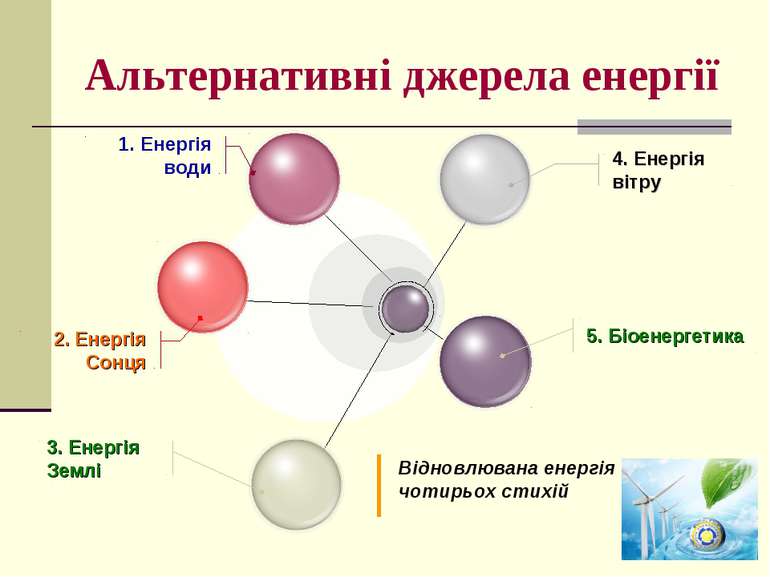 Альтернативні джерела енергії
1. Енергія
води
2. Енергія
Сонця
3. Енергія
Землі
4. Енергія
вітру
5. Біоенергетика
Відновлювана енергія
чотирьох стихій